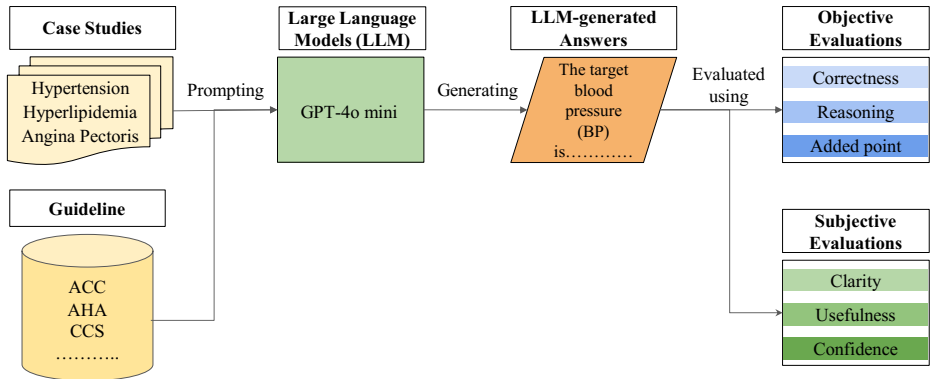 Case Studies
Hypertension
Hyperlipidemia
Angina Pectoris
Prompting
Large Language
Models (LLM)
GPT-4o mini
Generating
LLM-generated
Answers
The target
blood
pressure
(BP)
is…………
Evaluated
using
Objective
Evaluations
Correctness
Reasoning
Added point
Guideline
ACC
AHA
CCS
………..
Subjective
Evaluations
Clarity
Usefulness
Confidence